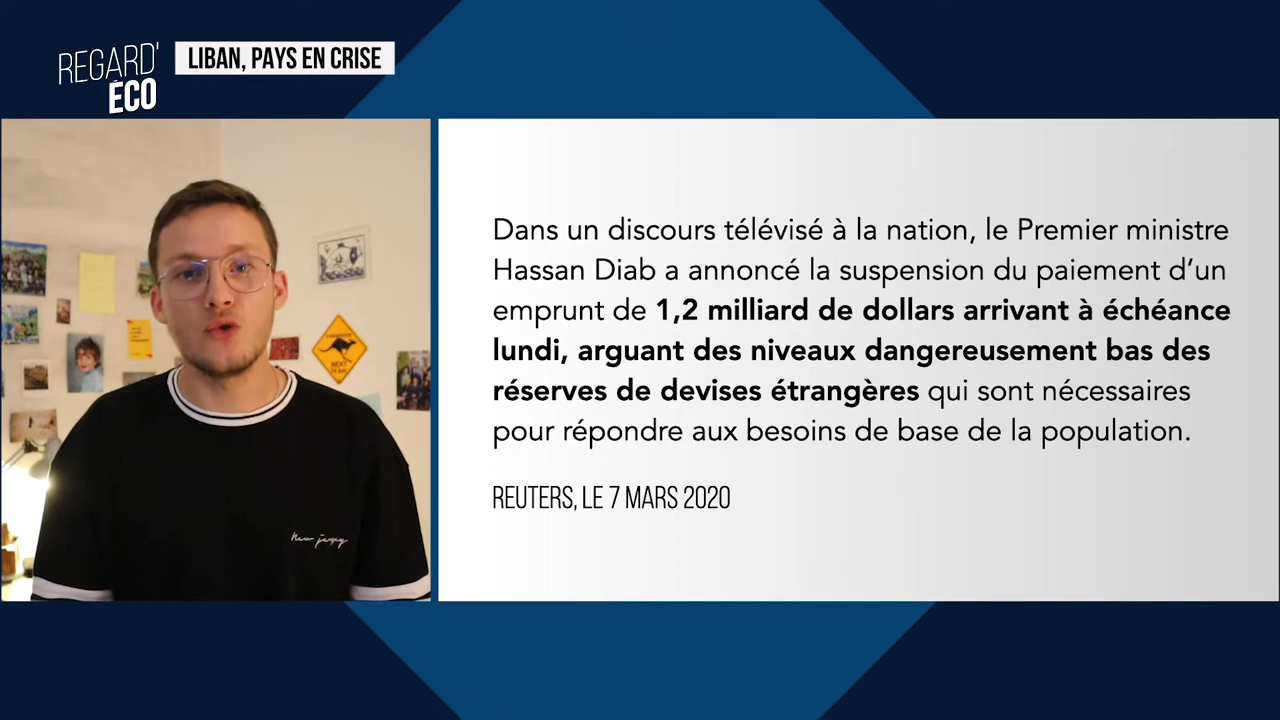 REGARD'
ÉCO
LIBAN, PAYS EN CRISE
Dans un discours télévisé à la nation, le Premier ministre
Hassan Diab a annoncé la suspension du paiement d’un
emprunt de 1,2 milliard de dollars arrivant à échéance
lundi, arguant des niveaux dangereusement bas des
réserves de devises étrangères qui sont nécessaires
pour répondre aux besoins de base de la population.
REUTERS, LE 7 MARS 2020
New jersey